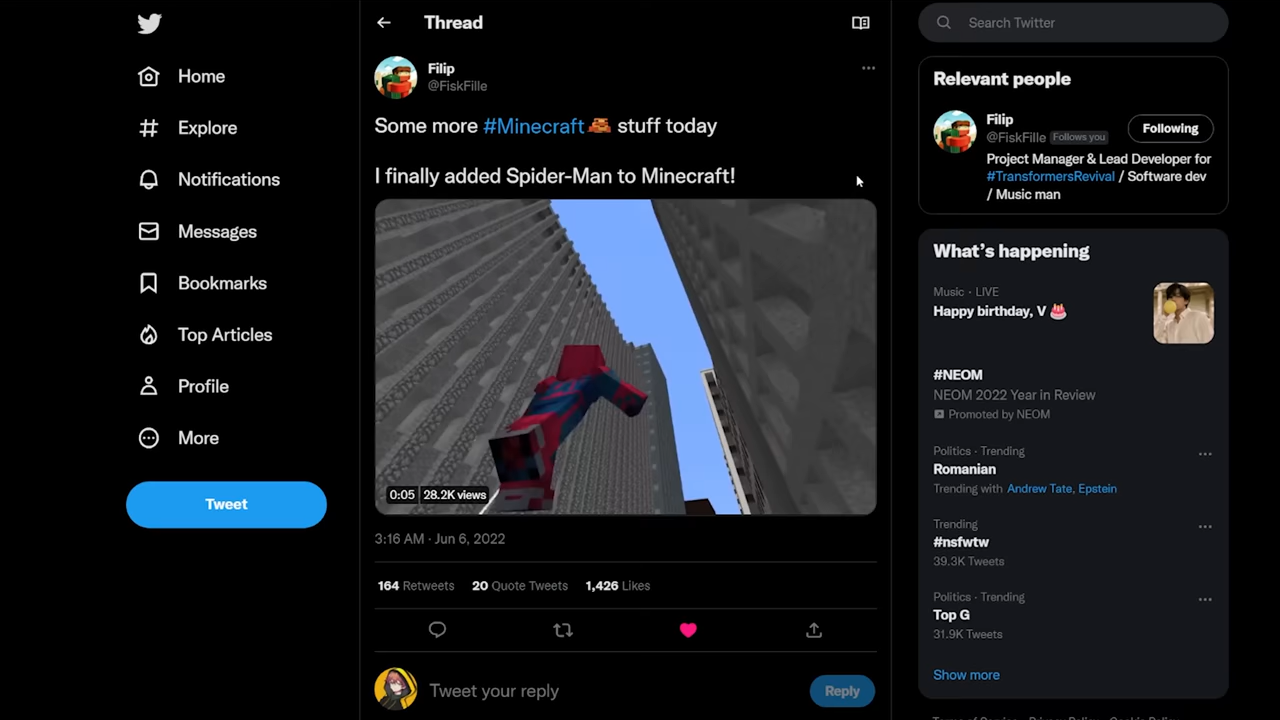 Home
Explore
Notifications
Messages
Bookmarks
Top Articles
Profile
More
Tweet
Thread
Filip
@FiskFille
Some more #Minecraft stuff today
I finally added Spider-Man to Minecraft!
0:05 28.2K views
3:16 AM · Jun 6, 2022
164 Retweets 20 Quote Tweets 1,426 Likes
Tweet your reply
Reply
Search Twitter
Relevant people
Filip
@FiskFille Follows you
Following
Project Manager & Lead Developer for
#TransformersRevival / Software dev
/ Music man
What's happening
Music · LIVE
Happy birthday, V
#NEOM
NEOM 2022 Year in Review
Promoted by NEOM
Politics · Trending
Romanian
Trending with Andrew Tate, Epstein
Trending
#nsfwtw
39.3K Tweets
Politics · Trending
Top G
31.9K Tweets
Show more